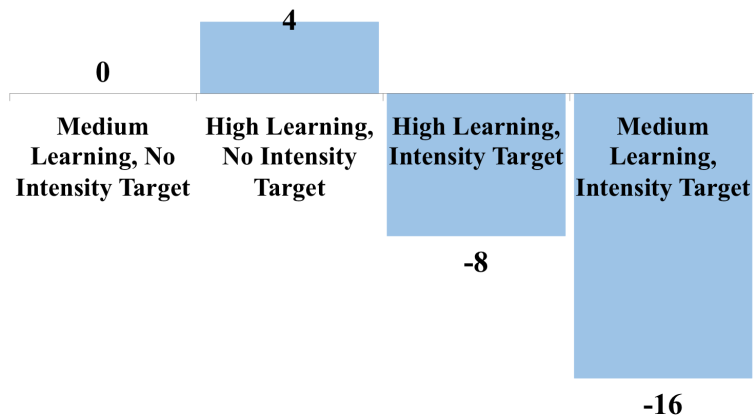 4
0
Medium
Learning, No
Intensity Target
High Learning,
No Intensity
Target
High Learning,
Intensity Target
Medium
Learning,
Intensity Target
-8
-16